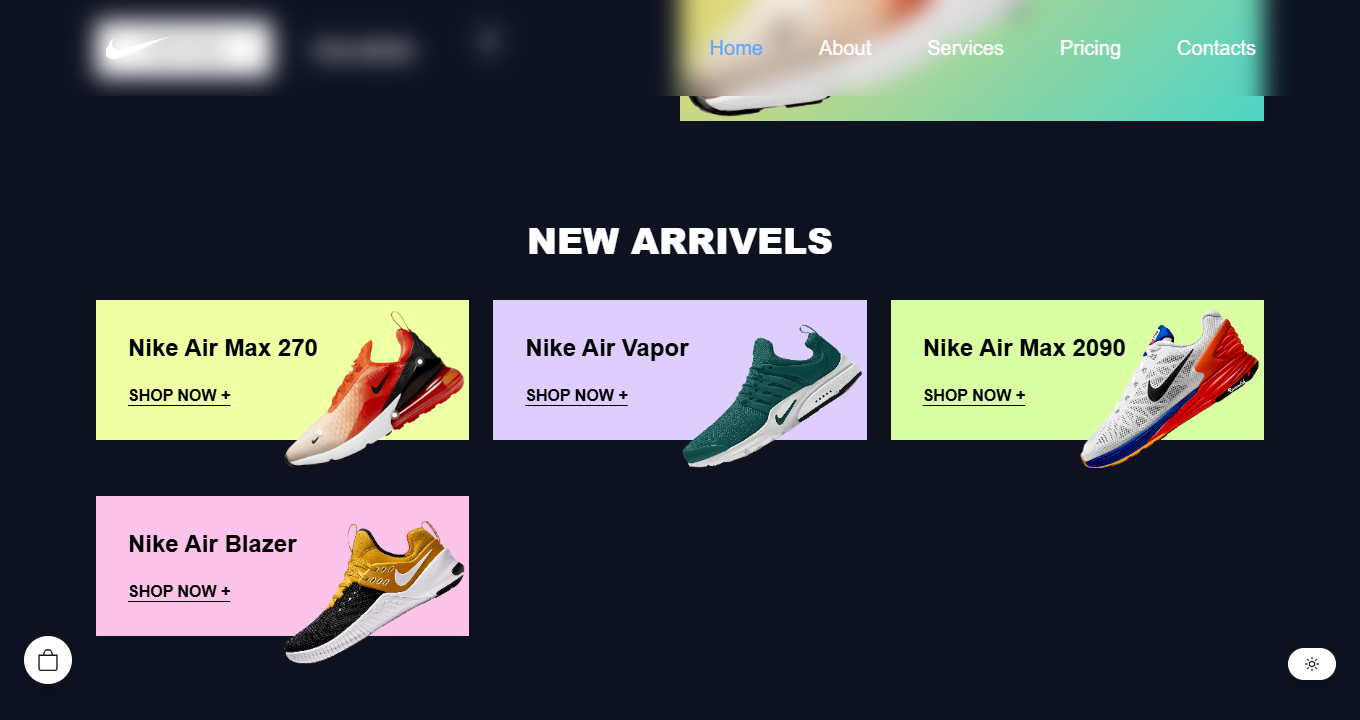 Home About Services Pricing Contacts
NEW ARRIVELS
Nike Air Max 270
SHOP NOW +
Nike Air Vapor
SHOP NOW +
Nike Air Max 2090
SHOP NOW +
Nike Air Blazer
SHOP NOW +